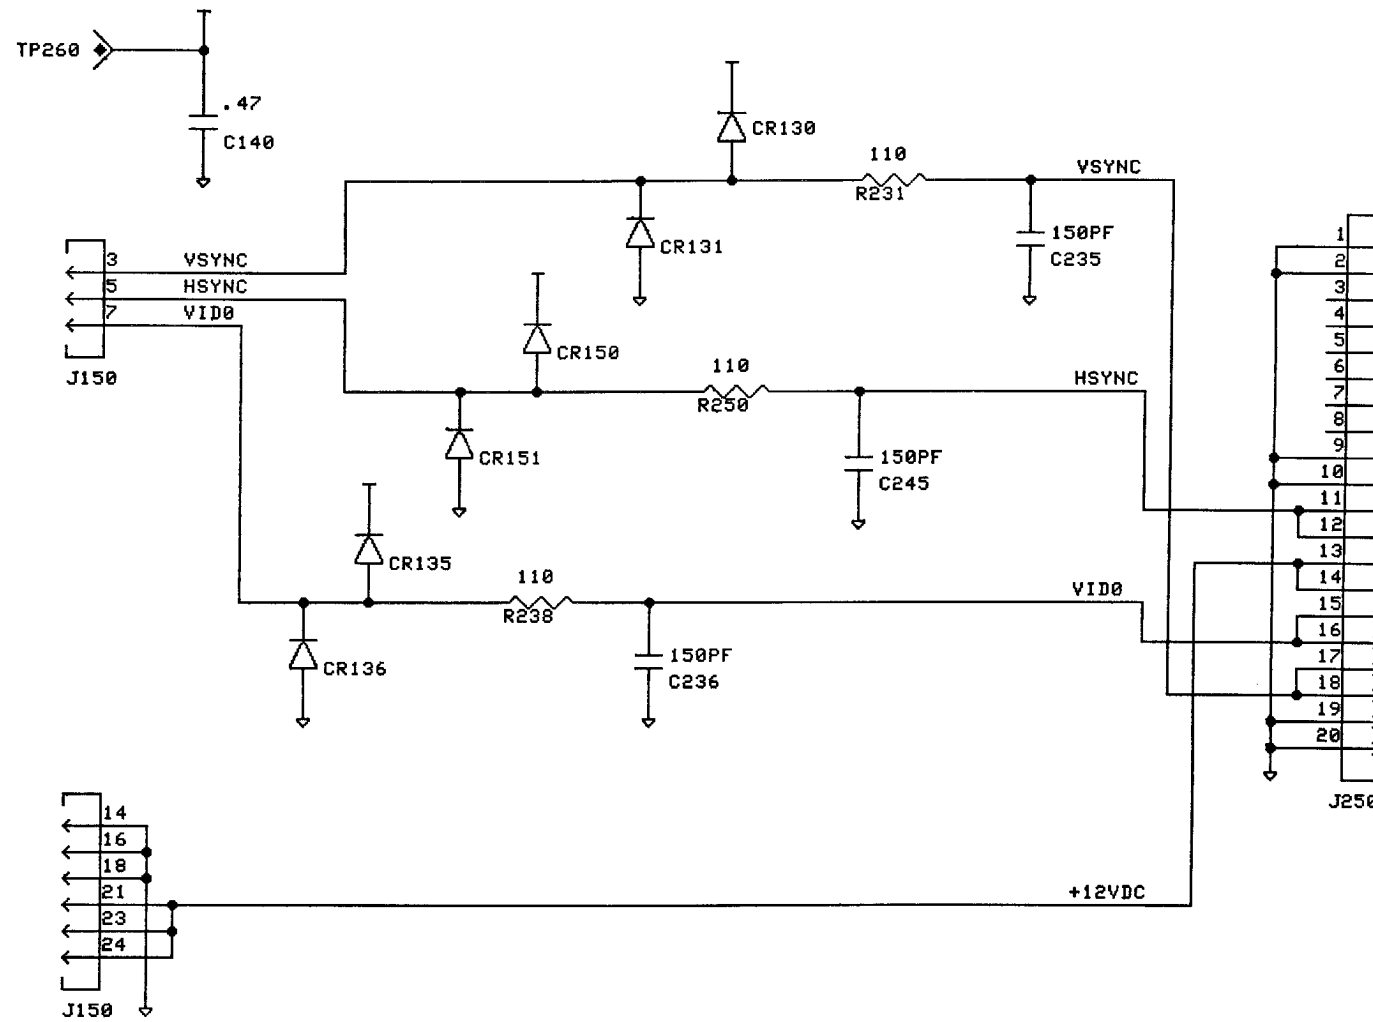 TP260
.47
C140
CR130
110
VSYNC
R231
CR131
150PF
C235
3 VSYNC
5 HSYNC
7 VID0
J150
CR150
110
HSYNC
R250
CR151
150PF
C245
CR135
110
VID0
R238
CR136
150PF
C236
1
2
3
4
5
6
7
8
9
10
11
12
13
14
15
16
17
18
19
20
J250
14
16
18
21
23
24
+12VDC
J150